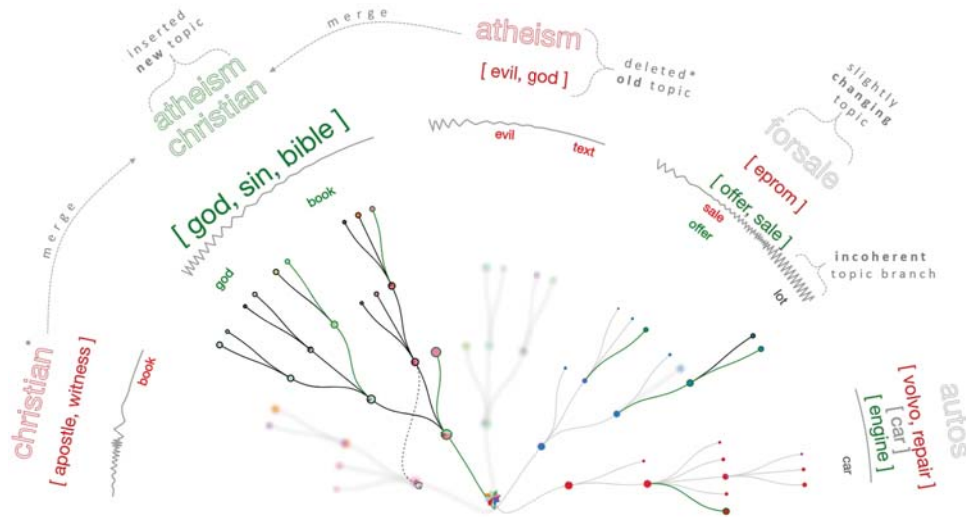 merge
inserted
new topic
atheism
christian
[ god, sin, bible ]
book
god
atheism
[ evil, god ]
deleted*
old topic
evil
text
slightly
changing
topic
forsale
[ eprom ]
[ offer, sale ]
sale
offer
incoherent
topic branch
lot
merge
christian*
[ apostle, witness ]
book
autos
[ volvo, repair ]
[ car ]
[ engine ]
car